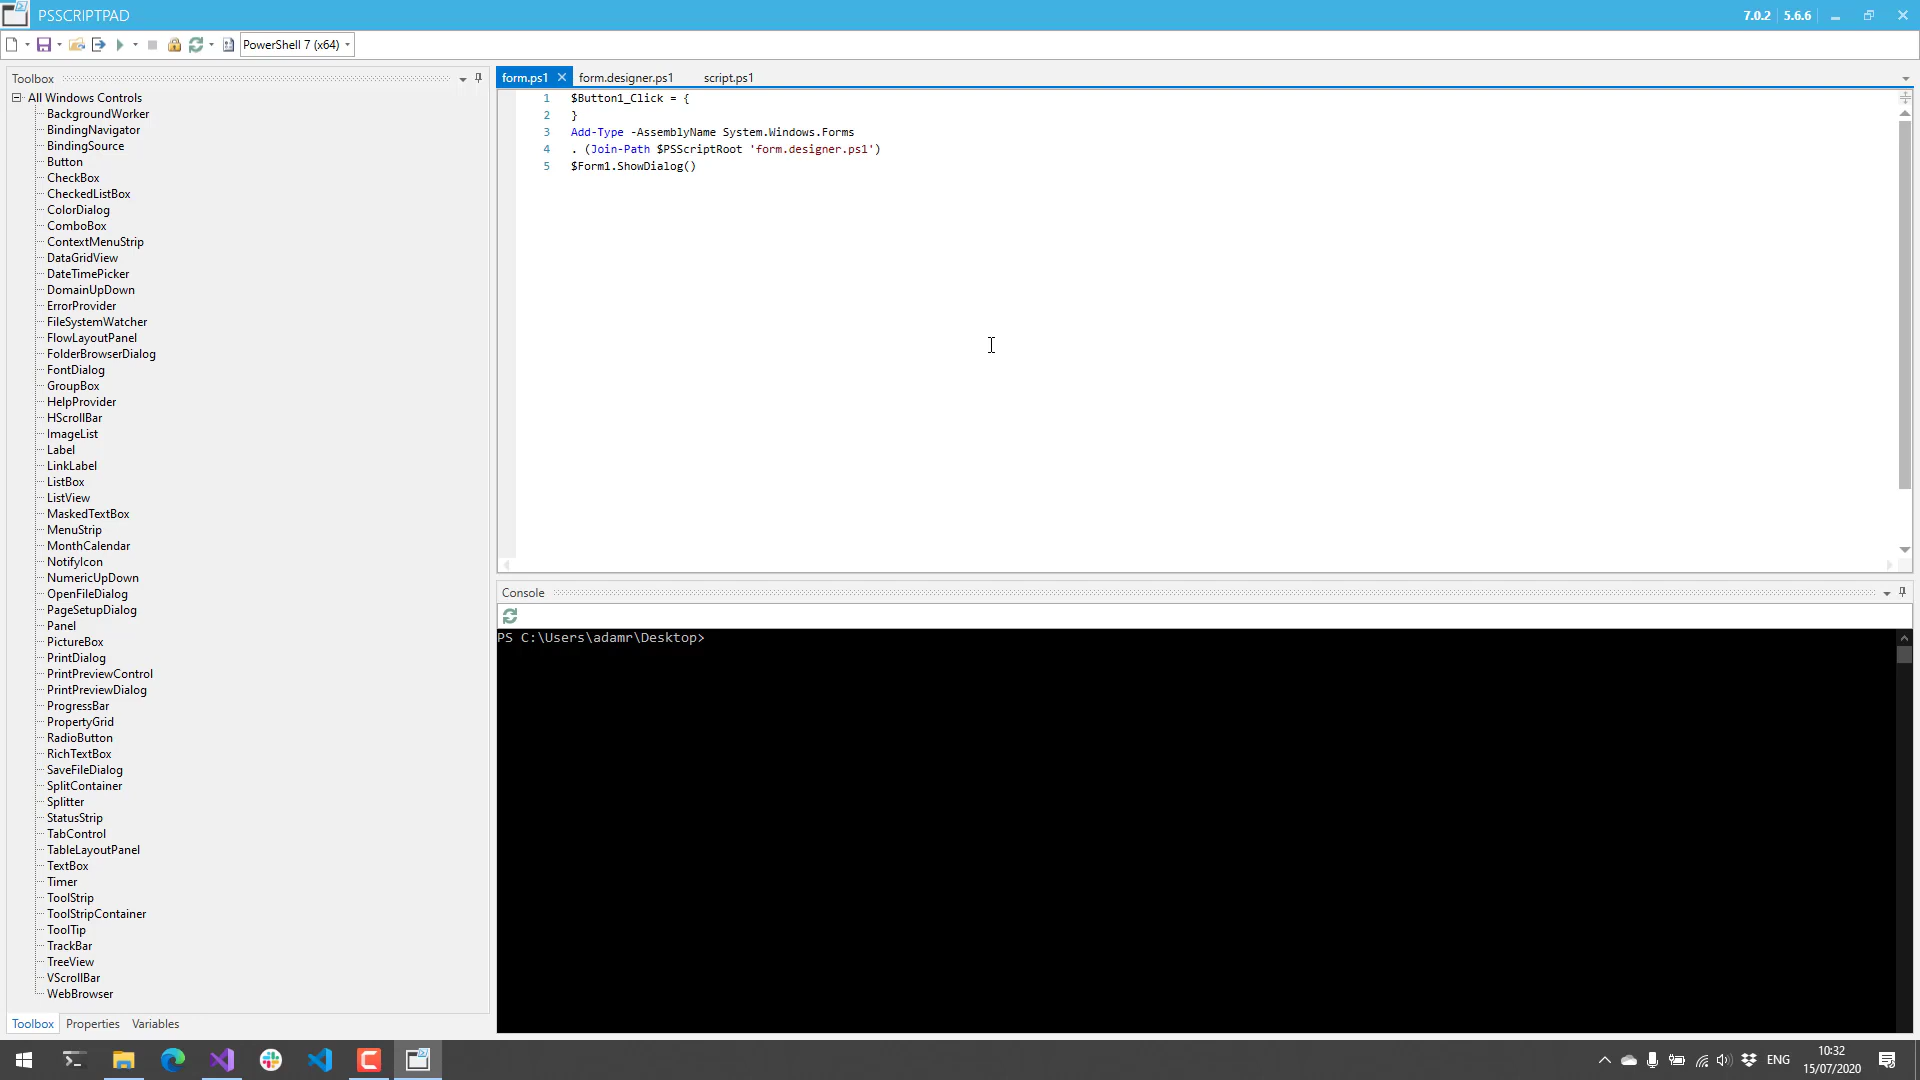 PSSCRIPTPAD
7.0.2 5.6.6
PowerShell 7 (x64)
Toolbox
All Windows Controls
BackgroundWorker
BindingNavigator
BindingSource
Button
CheckBox
CheckedListBox
ColorDialog
ComboBox
ContextMenuStrip
DataGridView
DateTimePicker
DomainUpDown
ErrorProvider
FileSystemWatcher
FlowLayoutPanel
FolderBrowserDialog
FontDialog
GroupBox
HelpProvider
HScrollBar
ImageList
Label
LinkLabel
ListBox
ListView
MaskedTextBox
MenuStrip
MonthCalendar
NotifyIcon
NumericUpDown
OpenFileDialog
PageSetupDialog
Panel
PictureBox
PrintDialog
PrintPreviewControl
PrintPreviewDialog
ProgressBar
PropertyGrid
RadioButton
RichTextBox
SaveFileDialog
SplitContainer
Splitter
StatusStrip
TabControl
TableLayoutPanel
TextBox
Timer
ToolStrip
ToolStripContainer
ToolTip
TrackBar
TreeView
VScrollBar
WebBrowser
Toolbox Properties Variables
form.ps1 form.designer.ps1 script.ps1
1 $Button1_Click = {
2 }
3 Add-Type -AssemblyName System.Windows.Forms
4 . (Join-Path $PSScriptRoot 'form.designer.ps1')
5 $Form1.ShowDialog()
Console
PS C:\Users\adamr\Desktop>
ENG
10:32
15/07/2020